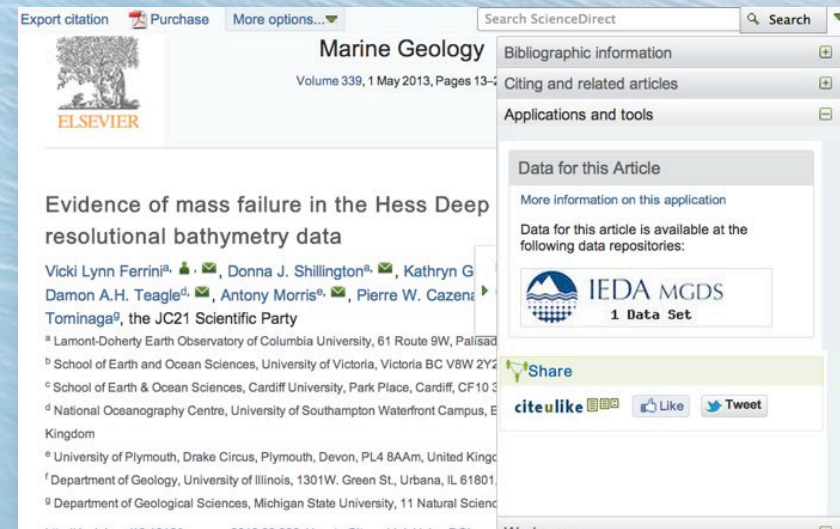 Export citation Purchase More options...
Search ScienceDirect Search
ELSEVIER
Marine Geology
Volume 339, 1 May 2013, Pages 13–2
Evidence of mass failure in the Hess Deep
resolutional bathymetry data
Vicki Lynn Ferrini a, , Donna J. Shillington a, , Kathryn G
Damon A.H. Teagle d, , Antony Morris e, , Pierre W. Cazena
Tominaga g, the JC21 Scientific Party
a Lamont-Doherty Earth Observatory of Columbia University, 61 Route 9W, Palisad
b School of Earth and Ocean Sciences, University of Victoria, Victoria BC V8W 2Y2
c School of Earth & Ocean Sciences, Cardiff University, Park Place, Cardiff, CF10 3
d National Oceanography Centre, University of Southampton Waterfront Campus, E
Kingdom
e University of Plymouth, Drake Circus, Plymouth, Devon, PL4 8AAm, United Kingd
f Department of Geology, University of Illinois, 1301W. Green St., Urbana, IL 61801
g Department of Geological Sciences, Michigan State University, 11 Natural Scienc
Bibliographic information
Citing and related articles
Applications and tools
Data for this Article
More information on this application
Data for this article is available at the
following data repositories:
IEDA MGDS
1 Data Set
Share
citeulike Like Tweet